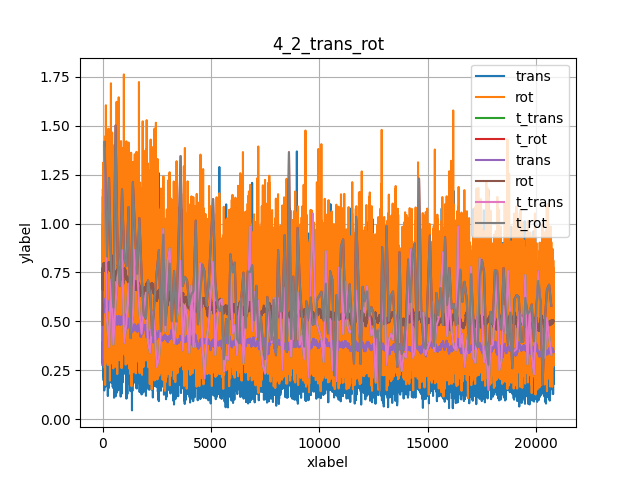 4_2_trans_rot
1.75
1.50
1.25
1.00
0.75
0.50
0.25
0.00
ylabel
0
5000
10000
15000
20000
xlabel
trans
rot
t_trans
t_rot
trans
rot
t_trans
t_rot